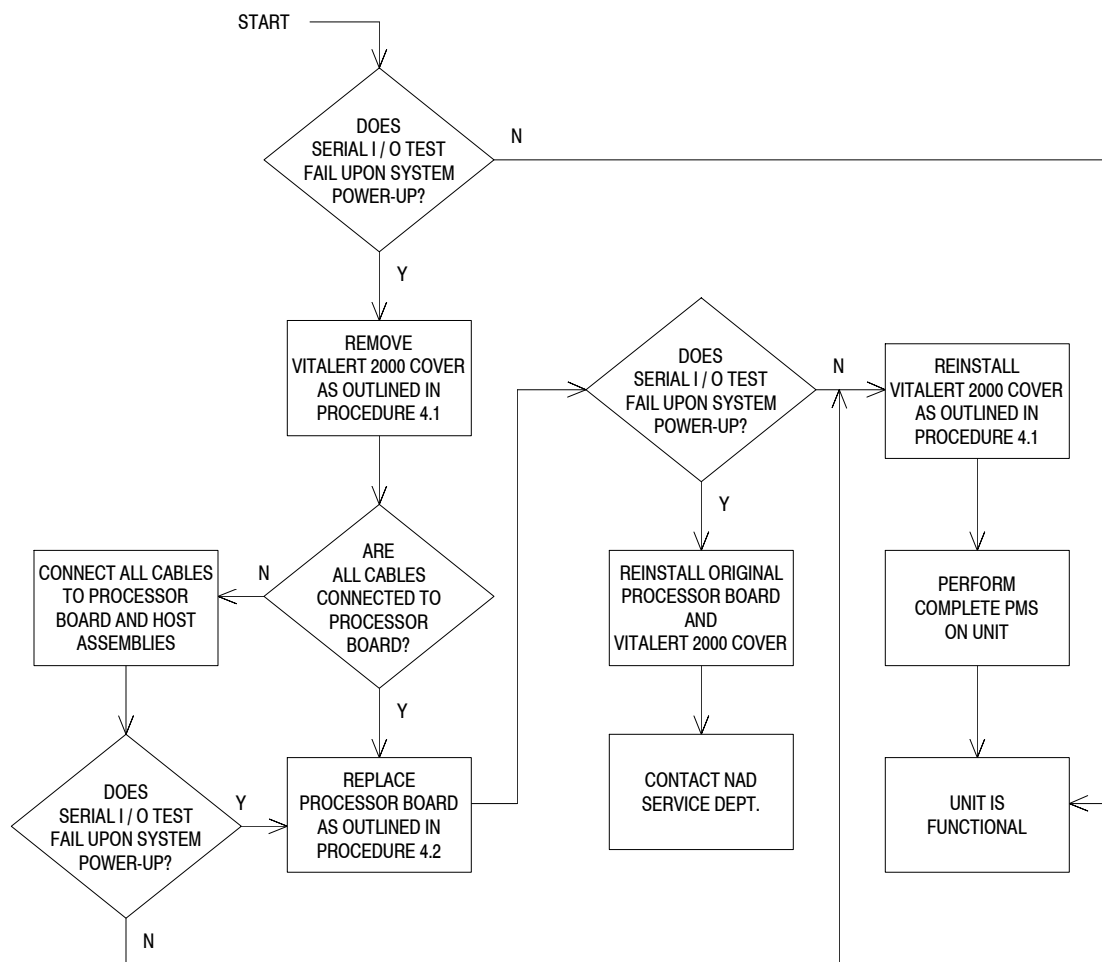 START
DOES
SERIAL I / O TEST
FAIL UPON SYSTEM
POWER-UP?
N
Y
REMOVE
VITALERT 2000 COVER
AS OUTLINED IN
PROCEDURE 4.1
ARE
ALL CABLES
CONNECTED TO
PROCESSOR
BOARD?
N
CONNECT ALL CABLES
TO PROCESSOR
BOARD AND HOST
ASSEMBLIES
Y
DOES
SERIAL I / O TEST
FAIL UPON SYSTEM
POWER-UP?
Y
N
REPLACE
PROCESSOR BOARD
AS OUTLINED IN
PROCEDURE 4.2
DOES
SERIAL I / O TEST
FAIL UPON SYSTEM
POWER-UP?
N
Y
REINSTALL ORIGINAL
PROCESSOR BOARD
AND
VITALERT 2000 COVER
CONTACT NAD
SERVICE DEPT.
REINSTALL
VITALERT 2000 COVER
AS OUTLINED IN
PROCEDURE 4.1
PERFORM
COMPLETE PMS
ON UNIT
UNIT IS
FUNCTIONAL